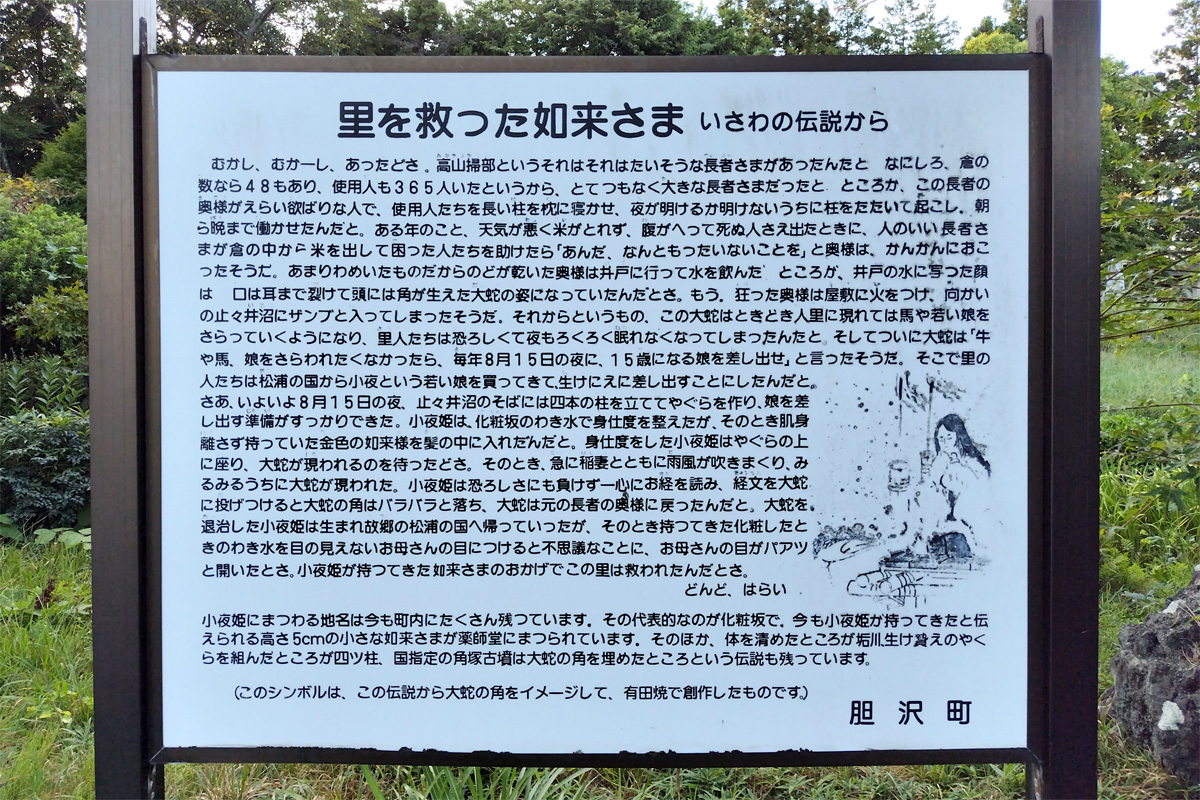 里を救った如来さま いさわの伝説から
むかし、むかーし、あったどさ。高山掃部というそれはそれはたいそうな長者さまがあったんたと なにしろ、倉の
数なら48もあり、使用人も365人いたというから、とてつもなく大きな長者さまだったと ところか、この長者の
奥様がえらい欲ばりな人で、使用人たちを長い柱を枕に寝かせ、夜が明けるか明けないうちに柱をたたいて起こし、朝
ら晩まで働かせたんだと。ある年のこと、天気が悪く米がとれず、腹がへって死ぬ人さえ出たときに、人のいい長者さ
まが倉の中から米を出して困った人たちを助けたら「あんだ、なんともったいないことを」と奥様は、かんかんにおこ
ったそうだ。あまりわめいたものだからのどが乾いた奥様は井戸に行って水を飲んだ ところが、井戸の水に写つた顔
は 口は耳まで裂けて頭には角が生えた大蛇の姿になっていたんだとさ。もう。狂った奥様は屋敷に火をつけ、向かい
の止々井沼にザンブと入ってしまったそうだ。それからというもの、この大蛇はときどき人里に現れては馬や若い娘を
さらっていくようになり、里人たちは恐ろしくて夜もろくろく眠れなくなってしまったんたと そしてついに大蛇は「牛
や馬、娘をさらわれたくなかったら、毎年8月15日の夜に、15歳になる娘を差し出せ」と言ったそうだ。そこで里の
人たちは松浦の国から小夜という若い娘を買ってきて、生けにえに差し出すことにしたんだと。
さあ、いよいよ8月15日の夜、止々井沼のそばには四本の柱を立ててやぐらを作り、娘を差
し出す準備がすっかりできた。小夜姫は、化粧坂のわき水で身仕度を整えたが、そのとき肌身
離さず持っていた金色の如来様を髪の中に入れたんだと。身仕度をした小夜姫はやぐらの上
に座り、大蛇が現われるのを待ったどさ。そのとき、急に稲妻とともに雨風が吹きまくり、み
るみるうちに大蛇が現われた。小夜姫は恐ろしさにも負けず一心にお経を読み、経文を大蛇
に投げつけると大蛇の角はバラバラと落ち、大蛇は元の長者の奥様に戻ったんだと。大蛇を
退治した小夜姫は生まれ故郷の松浦の国へ帰っていったが、そのとき持つてきた化粧したと
きのわき水を目の見えないお母さんの目につけると不思議なことに、お母さんの目がパアツ
と開いたとさ。小夜姫が持つてきた如来さまのおかげでこの里は救われたんだとさ。
どんど、はらい
小夜姫にまつわる地名は今も町内にたくさん残つています。その代表的なのが化粧坂で、今も小夜姫が持ってきたと伝
えられる高さ5cmの小さな如来さまが薬師堂にまつられています。そのほか、体を清めたところが垢川、生け贄えのやぐ
らを組んだところが四ツ柱、国指定の角塚古墳は大蛇の角を埋めたところという伝説も残っています。
(このシンボルは、この伝説から大蛇の角をイメージして、有田焼で創作したものです。)
胆沢町